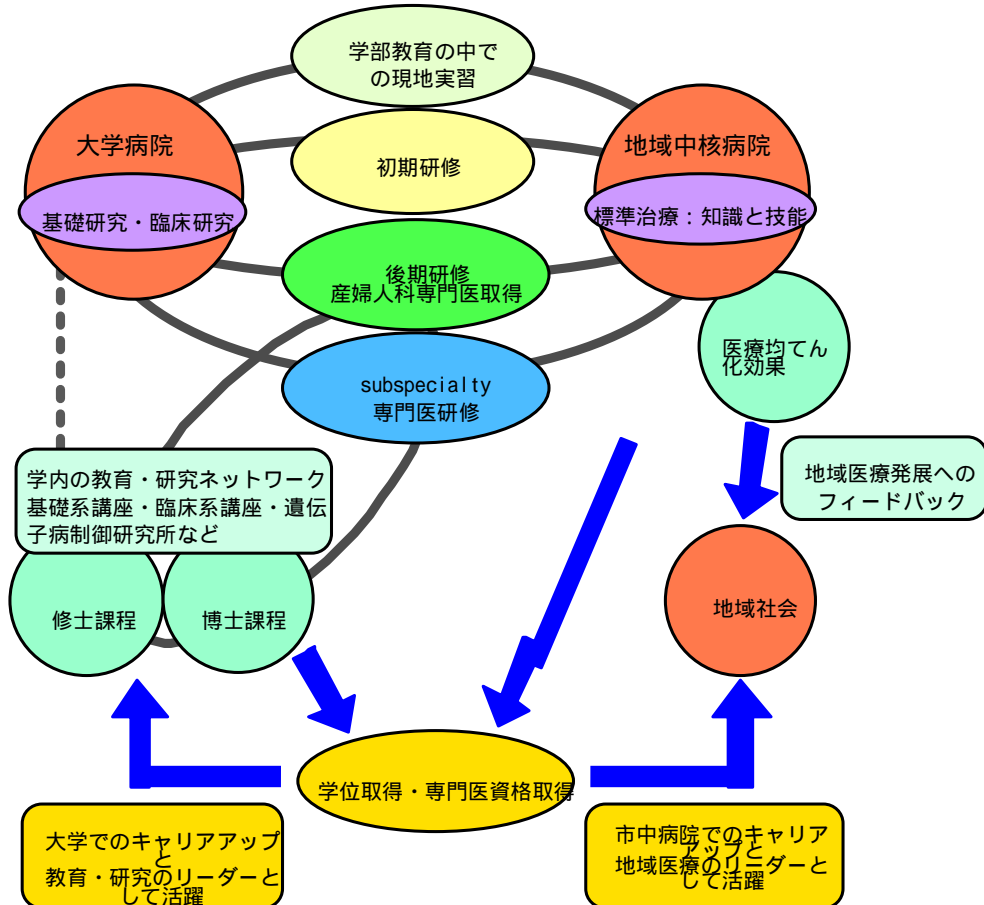 学部教育の中で
の現地実習
大学病院
地域中核病院
初期研修
基礎研究・臨床研究
標準治療：知識と技能
後期研修
産婦人科専門医取得
医療均てん
化効果
subspecialty
専門医研修
学内の教育・研究ネットワーク
基礎系講座・臨床系講座・遺伝
子病制御研究所など
地域医療発展への
フィードバック
修士課程
博士課程
地域社会
学位取得・専門医資格取得
大学でのキャリアアップ
と
教育・研究のリーダーと
して活躍
市中病院でのキャリア
アップと
地域医療のリーダーと
して活躍